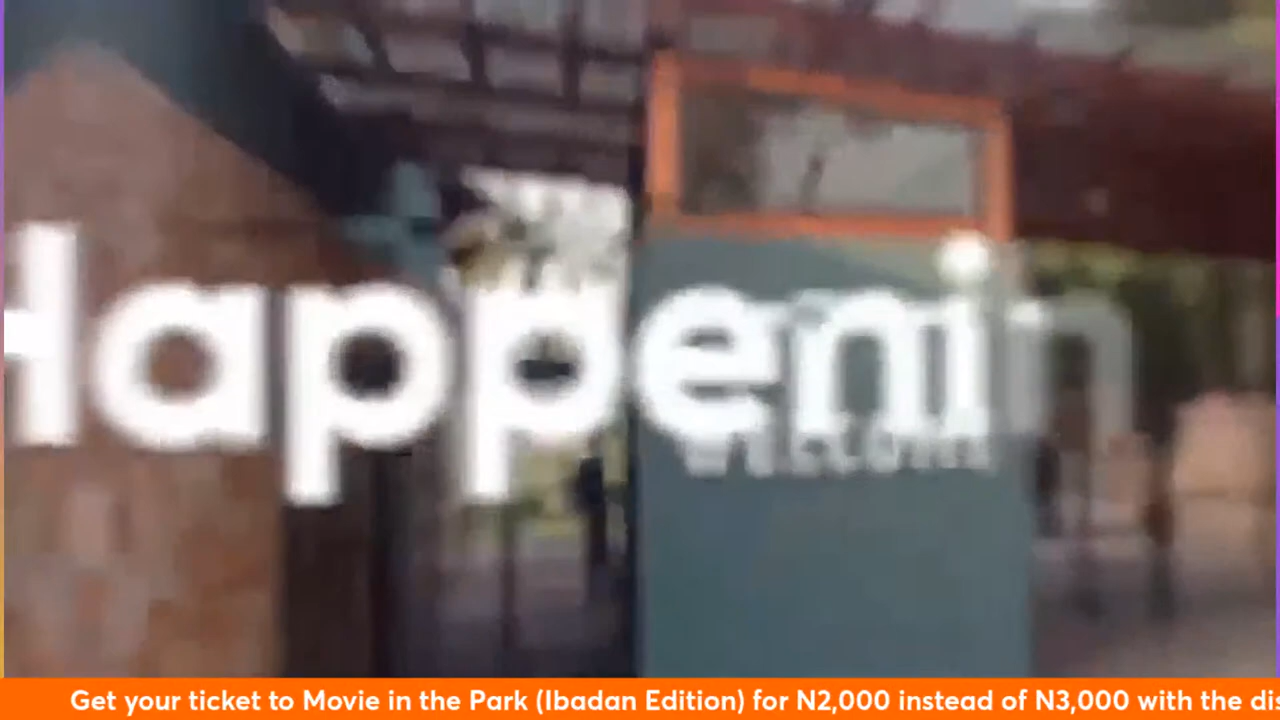 Happenin
WELCOME
Get your ticket to Movie in the Park (Ibadan Edition) for N2,000 instead of N3,000 with the dis